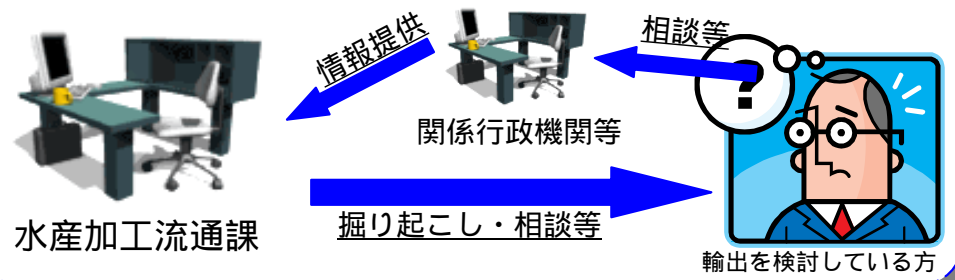 情報提供
相談等
?
関係行政機関等
掘り起こし・相談等
水産加工流通課
輸出を検討している方